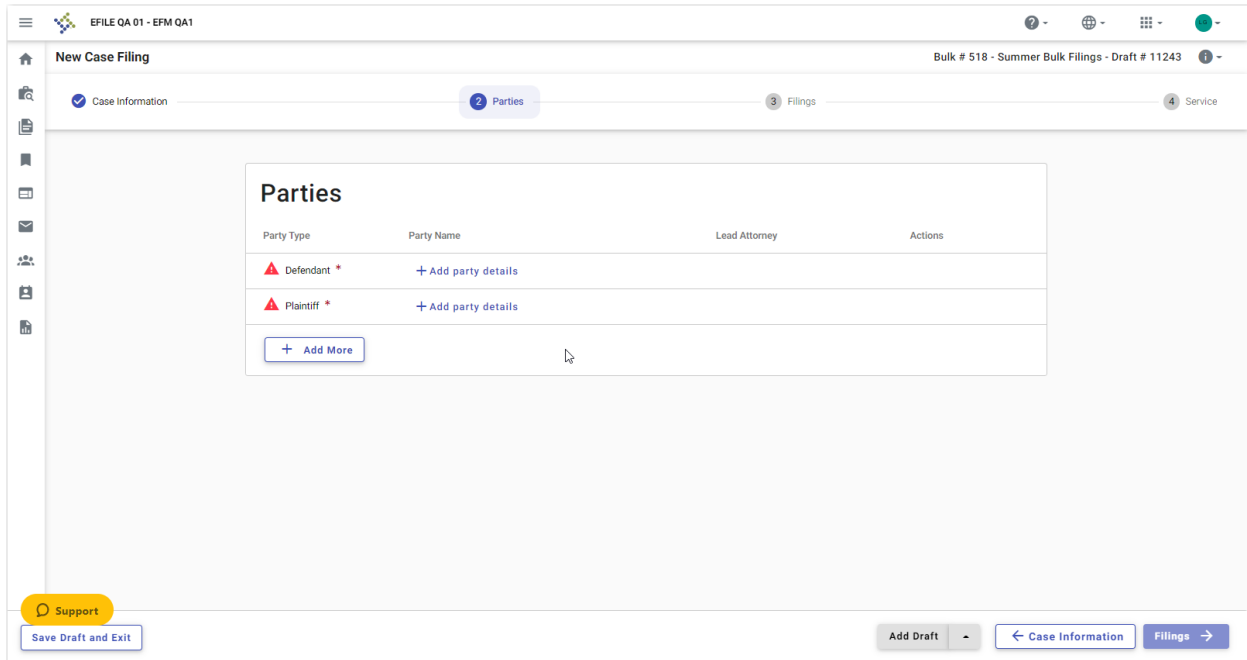 EFILE QA 01 - EFM QA1
New Case Filing
Bulk # 518 - Summer Bulk Filings - Draft # 11243
Case Information
2 Parties
3 Filings
4 Service
Parties
Party Type Party Name Lead Attorney Actions
Defendant * + Add party details
Plaintiff * + Add party details
+ Add More
Support
Save Draft and Exit
Add Draft
← Case Information
Filings →